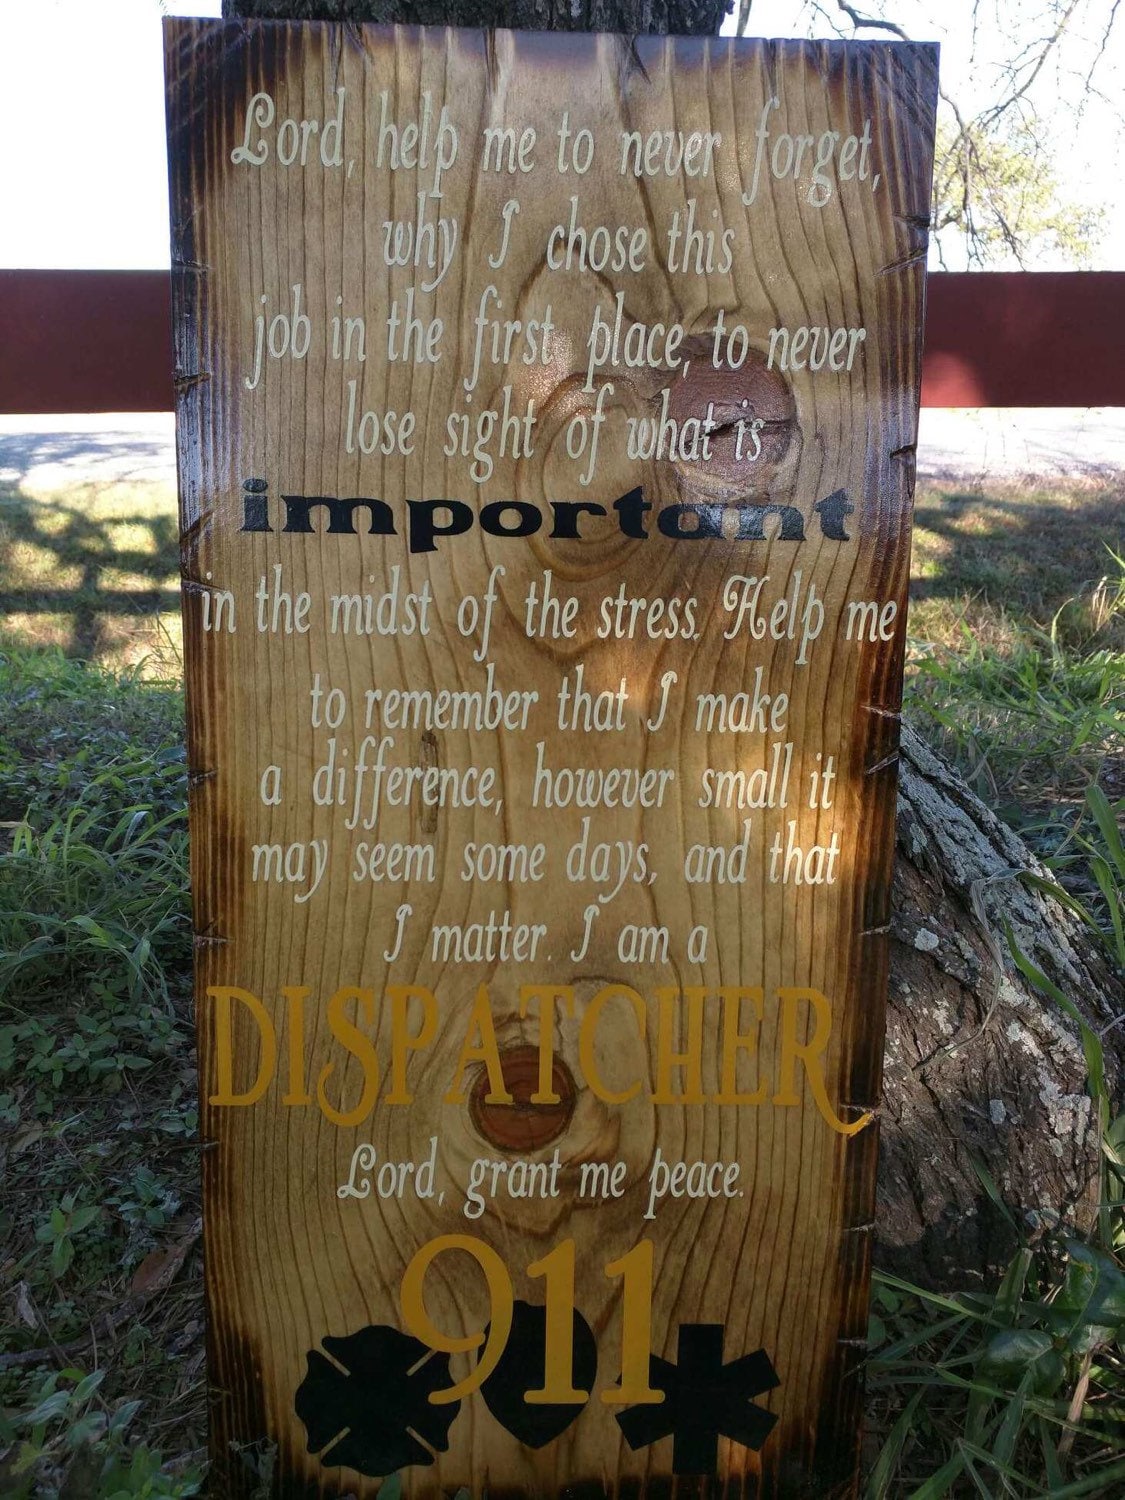 Lord, help me to never forget,
why I chose this
job in the first place, to never
lose sight of what is
important
in the midst of the stress. Help me
to remember that I make
a difference, however small it
may seem some days, and that
I matter. I am a
DISPATCHER
Lord, grant me peace.
911